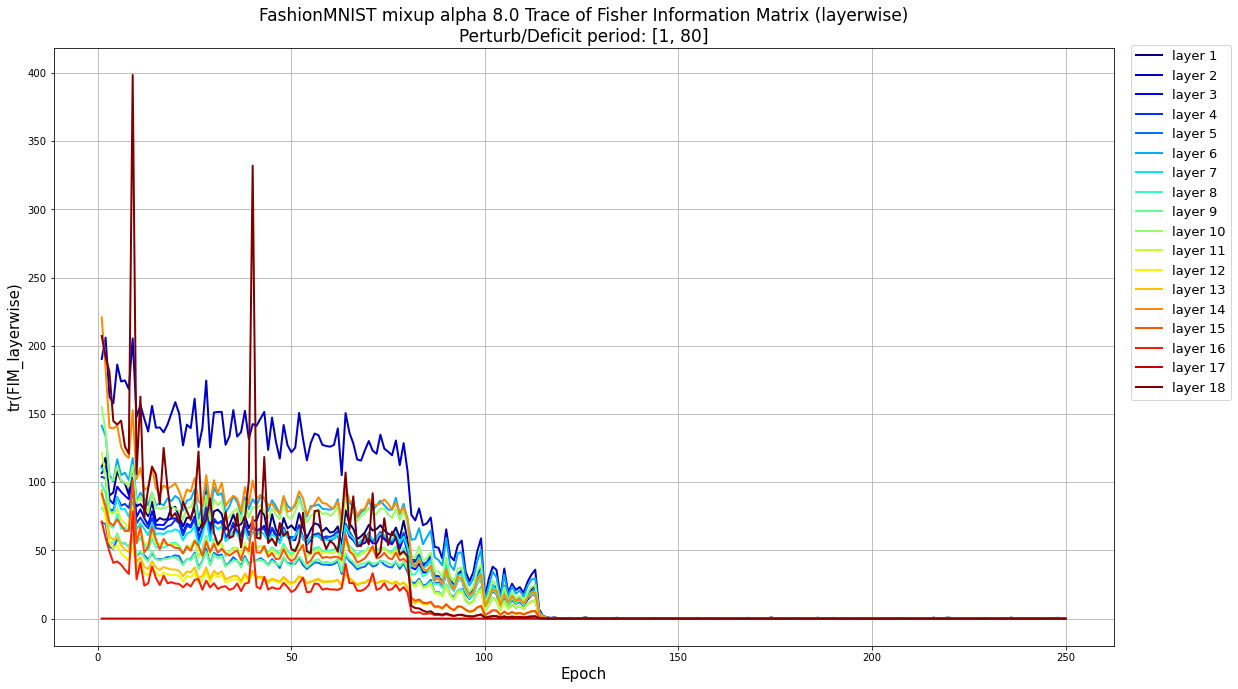 FashionMNIST mixup alpha 8.0 Trace of Fisher Information Matrix (layerwise)
Perturb/Deficit period: [1, 80]
tr(FIM_layerwise)
400
350
300
250
200
150
100
50
0
0
50
100
150
200
250
Epoch
layer 1
layer 2
layer 3
layer 4
layer 5
layer 6
layer 7
layer 8
layer 9
layer 10
layer 11
layer 12
layer 13
layer 14
layer 15
layer 16
layer 17
layer 18